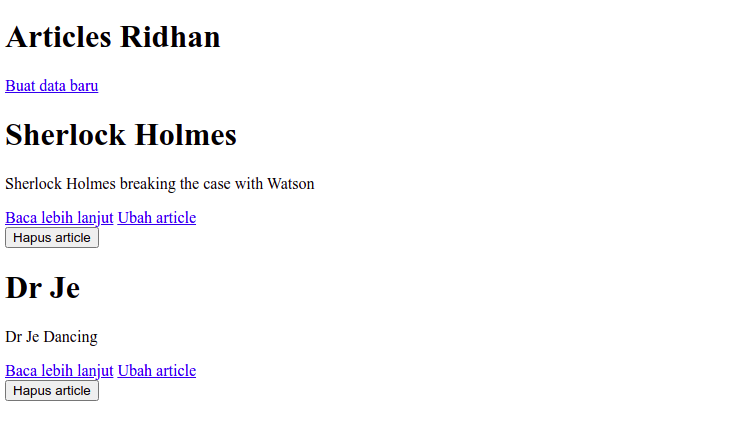 Articles Ridhan
Buat data baru
Sherlock Holmes
Sherlock Holmes breaking the case with Watson
Baca lebih lanjut Ubah article
Hapus article
Dr Je
Dr Je Dancing
Baca lebih lanjut Ubah article
Hapus article